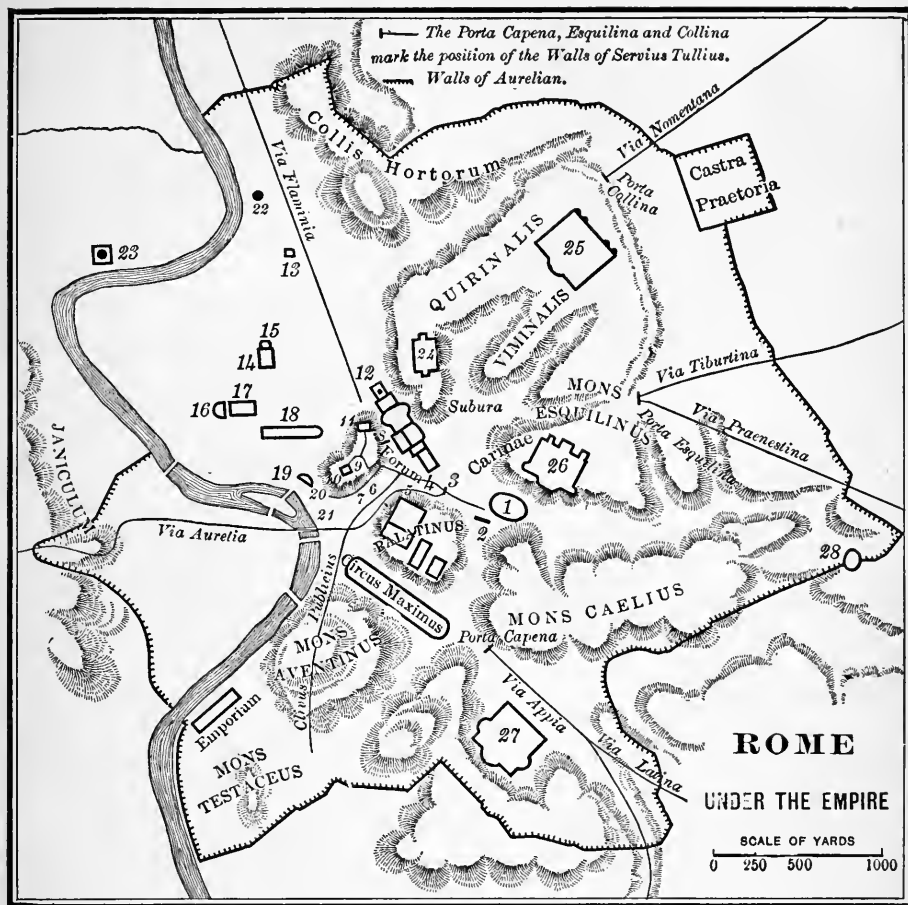 The Porta Capena, Esquilina and Collina
mark the position of the Walls of Servius Tullius.
Walls of Aurelian.
Via Flaminia
Collis
Hortorum
Via Nomentana
Porta
Collina
Castra
Praetoria
22
23
13
QUIRINALIS
25
VIMINALIS
15
14
24
12
16
17
18
Subura
MONS
ESQUILINUS
Via Tiburtina
Via Praenestina
Porta Esquilina
JANICULUM
11
9
Forum
Carinae
26
19
20
7
6
3
1
2
21
Via Aurelia
PALATINUS
28
Publicius
Clivus
Circus Maximus
MONS CAELIUS
Porta Capena
MONS
AVENTINUS
Via Appia
Via Latina
Emporium
27
MONS
TESTACEUS
ROME
UNDER THE EMPIRE
SCALE OF YARDS
0 250 500 1000